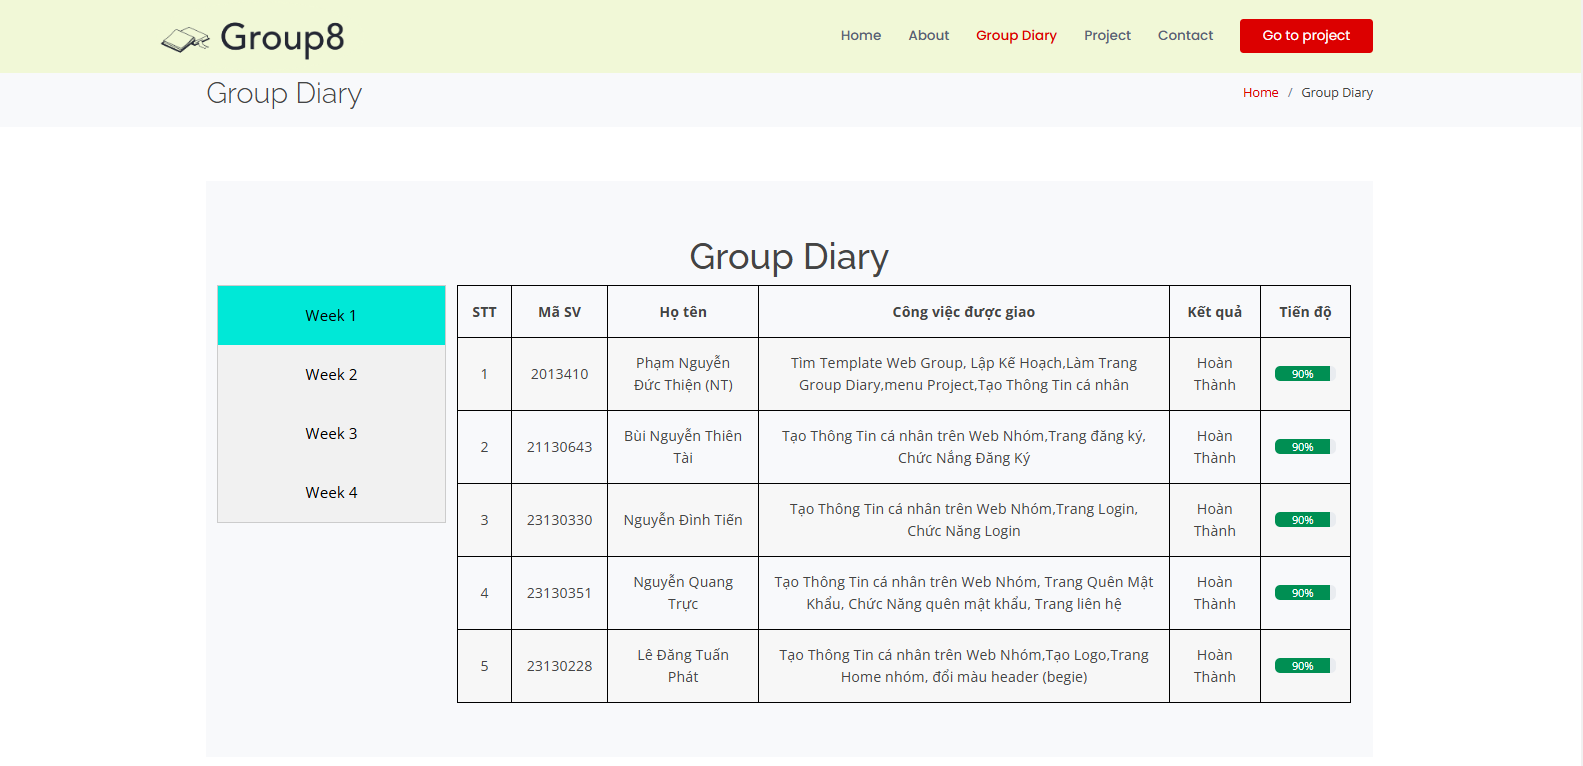 Group8
Home About Group Diary Project Contact Go to project
Group Diary
Home / Group Diary
Group Diary
Week 1
Week 2
Week 3
Week 4
STT Mã SV Họ tên Công việc được giao Kết quả Tiến độ
1 2013410 Phạm Nguyễn Đức Thiện (NT) Tìm Template Web Group, Lập Kế Hoạch,Làm Trang Group Diary,menu Project,Tạo Thông Tin cá nhân Hoàn Thành 90%
2 21130643 Bùi Nguyễn Thiên Tài Tạo Thông Tin cá nhân trên Web Nhóm,Trang đăng ký, Chức Nắng Đăng Ký Hoàn Thành 90%
3 23130330 Nguyễn Đình Tiến Tạo Thông Tin cá nhân trên Web Nhóm,Trang Login, Chức Năng Login Hoàn Thành 90%
4 23130351 Nguyễn Quang Trực Tạo Thông Tin cá nhân trên Web Nhóm, Trang Quên Mật Khẩu, Chức Năng quên mật khẩu, Trang liên hệ Hoàn Thành 90%
5 23130228 Lê Đăng Tuấn Phát Tạo Thông Tin cá nhân trên Web Nhóm,Tạo Logo,Trang Home nhóm, đổi màu header (begie) Hoàn Thành 90%